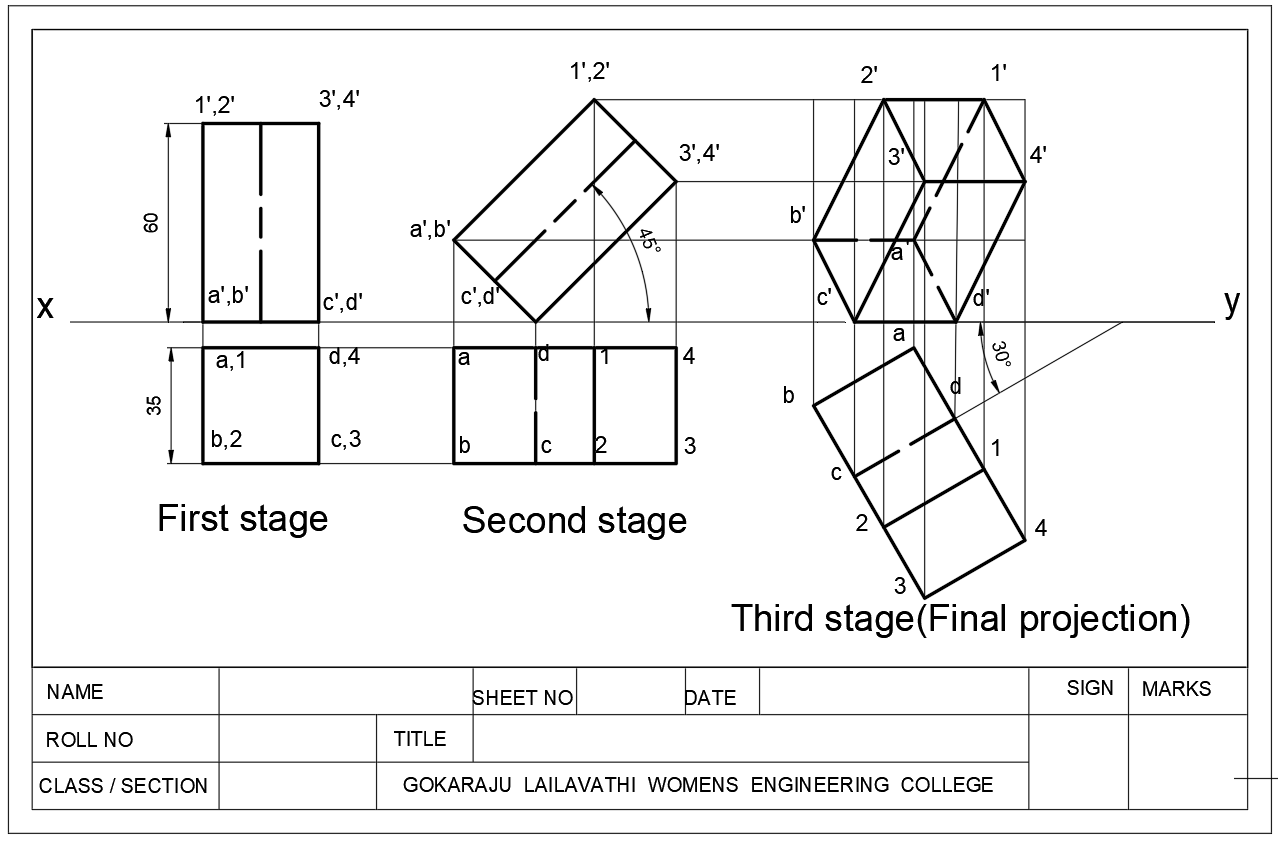 1',2'
3',4'
60
a',b'
c',d'
x
35
a,1
d,4
b,2
c,3
First stage
1',2'
3',4'
a',b'
45°
c',d'
a
d
1
4
b
c
2
3
Second stage
2'
1'
3'
4'
b'
a'
c'
d'
y
a
30°
b
d
c
1
2
4
3
Third stage(Final projection)
NAME
SHEET NO
DATE
SIGN
MARKS
ROLL NO
TITLE
CLASS / SECTION
GOKARAJU LAILAVATHI WOMENS ENGINEERING COLLEGE